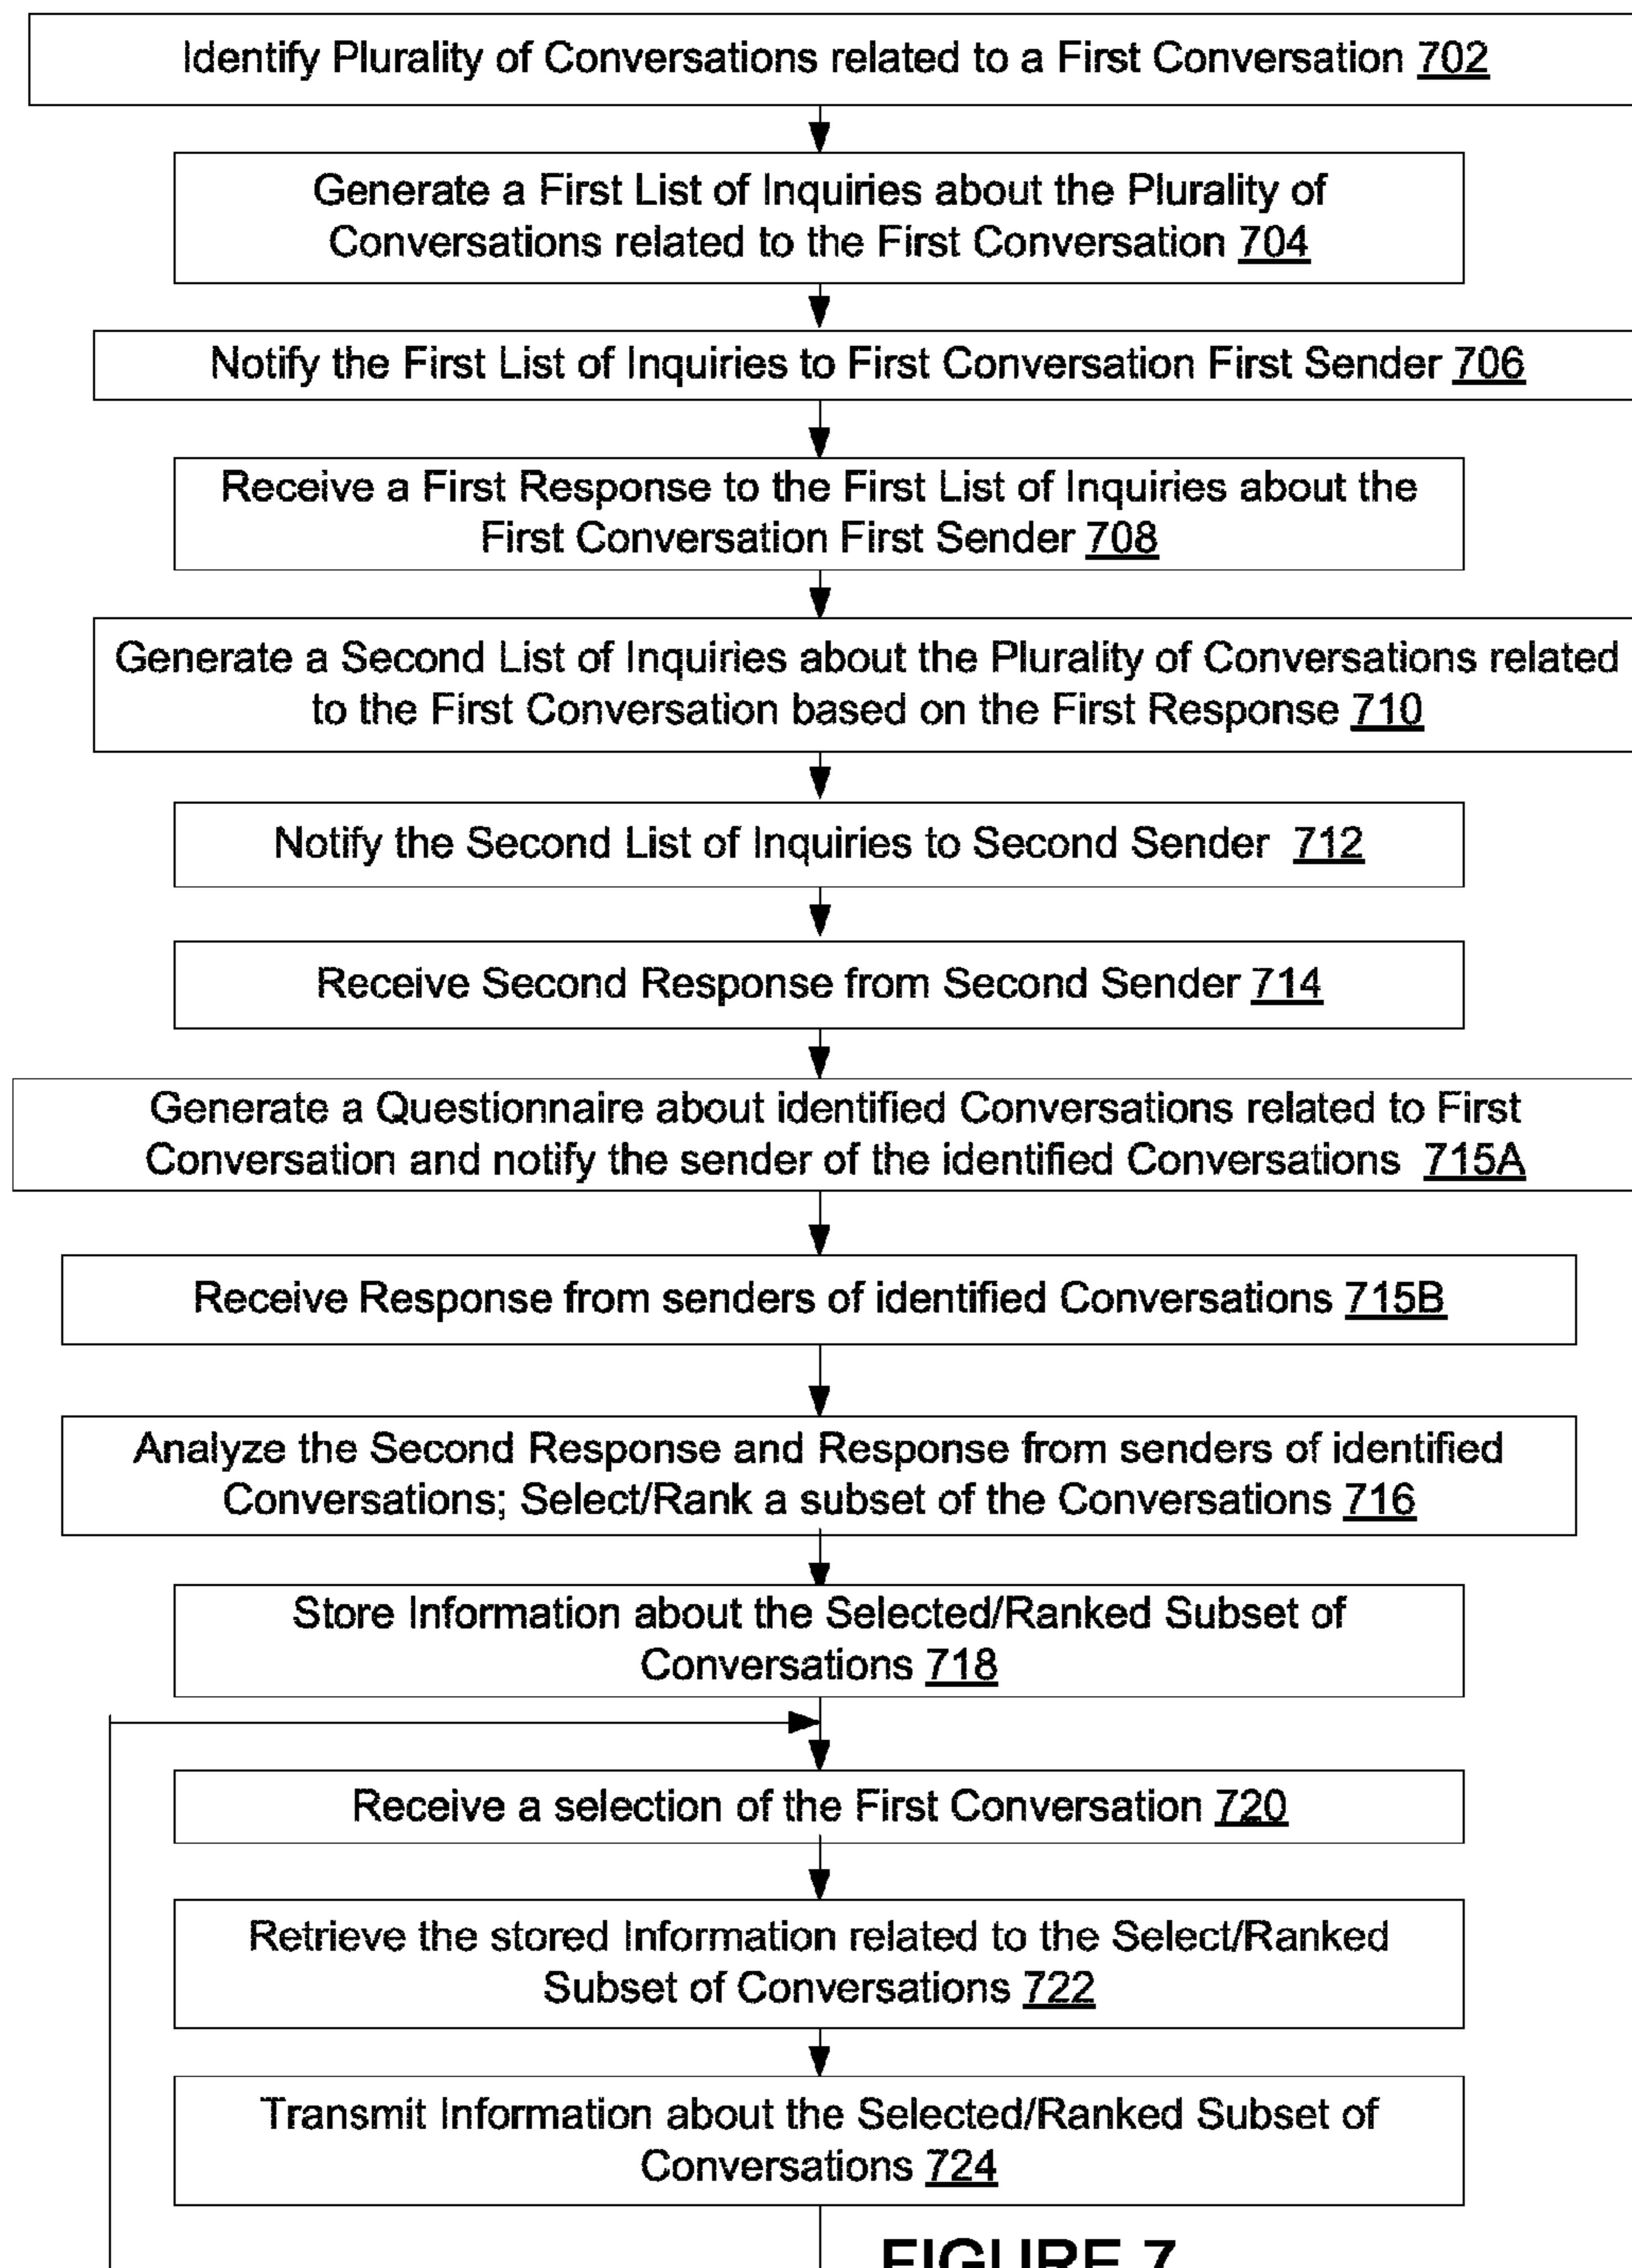 Identify Plurality of Conversations related to a First Conversation 702
Generate a First List of Inquiries about the Plurality of
Conversations related to the First Conversation 704
Notify the First List of Inquiries to First Conversation First Sender 706
Receive a First Response to the First List of Inquiries about the
First Conversation First Sender 708
Generate a Second List of Inquiries about the Plurality of Conversations related
to the First Conversation based on the First Response 710
Notify the Second List of Inquiries to Second Sender 712
Receive Second Response from Second Sender 714
Generate a Questionnaire about identified Conversations related to First
Conversation and notify the sender of the identified Conversations 715A
Receive Response from senders of identified Conversations 715B
Analyze the Second Response and Response from senders of identified
Conversations; Select/Rank a subset of the Conversations 716
Store Information about the Selected/Ranked Subset of
Conversations 718
Receive a selection of the First Conversation 720
Retrieve the stored Information related to the Select/Ranked
Subset of Conversations 722
Transmit Information about the Selected/Ranked Subset of
Conversations 724
FIGURE 7